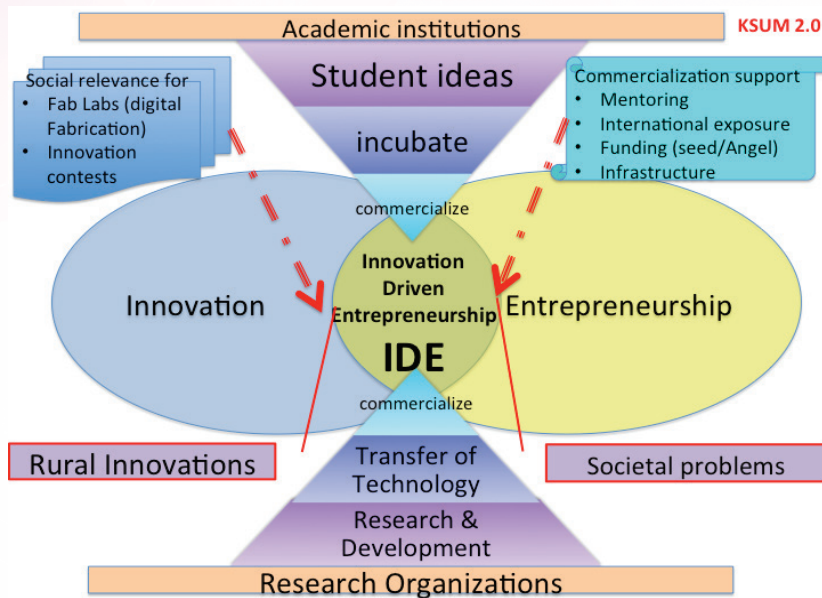 Academic institutions
KSUM 2.0
Student ideas
incubate
commercialize
Social relevance for
• Fab Labs (digital
Fabrication)
• Innovation
contests
Commercialization support
• Mentoring
• International exposure
• Funding (seed/Angel)
• Infrastructure
Innovation
Innovation
Driven
Entrepreneurship
IDE
Entrepreneurship
commercialize
Rural Innovations
Transfer of
Technology
Societal problems
Research &
Development
Research Organizations